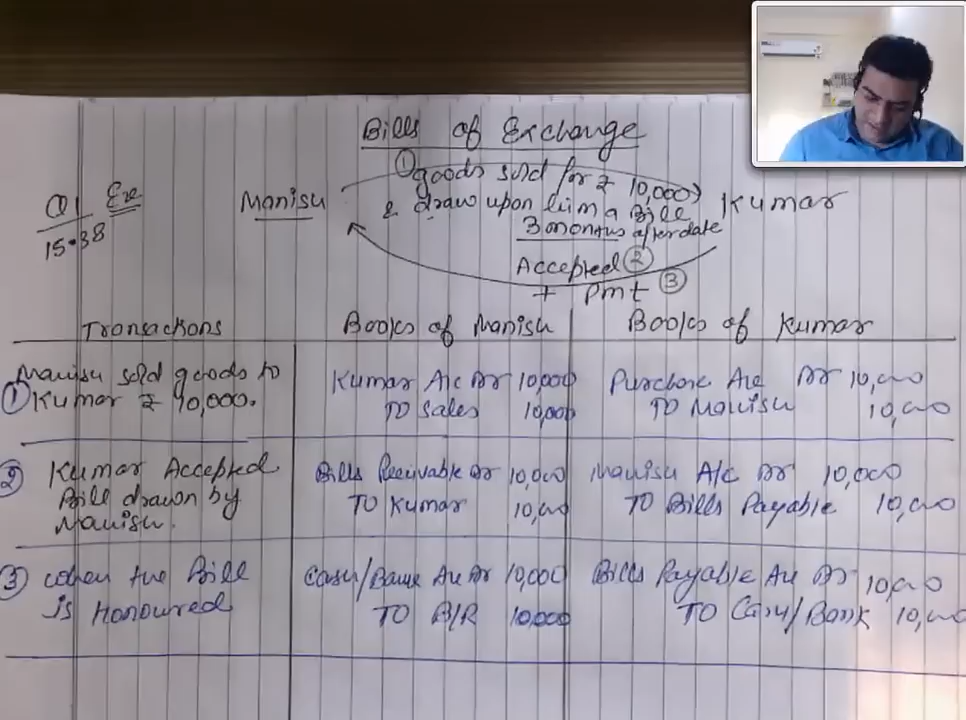 Bills of Exchange
Q1 Exe
15.38
Manish
① goods sold for ₹ 10,000
& draw upon him a Bill
3 months after date
Kumar
Accepted ②
+ Pmt ③
Transactions
Books of Manish
Books of Kumar
Manish sold goods to
① Kumar ₹ 10,000.
Kumar A/c Dr 10,000
TO Sales 10,000
Purchase A/c Dr 10,000
TO Manish 10,000
② Kumar Accepted
Bill drawn by
Manish.
Bills Receivable Dr 10,000
TO Kumar 10,000
Manish A/c Dr 10,000
TO Bills Payable 10,000
③ when the Bill
is Honoured
Cash/Bank A/c Dr 10,000
TO B/R 10,000
Bills Payable A/c Dr 10,000
TO Cash/Bank 10,000